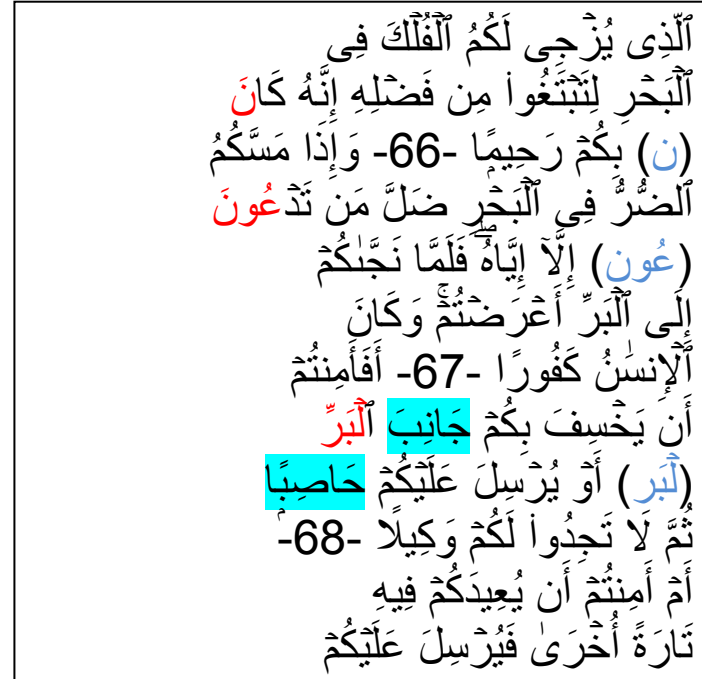 ٱلَّذِى يُزۡجِى لَكُمُ ٱلۡفُلۡكَ فِى
ٱلۡبَحۡرِ لِتَبۡتَغُواْ مِن فَضۡلِهِ إِنَّهُ كَانَ
(ن) بِكُمۡ رَحِيمًۭا -66- وَإِذَا مَسَّكُمُ
ٱلضُّرُّ فِى ٱلۡبَحۡرِ ضَلَّ مَن تَدۡعُونَ
(عُون) إِلَّآ إِيَّاهُۖ فَلَمَّا نَجَّىٰكُمۡ
إِلَى ٱلۡبَرِّ أَعۡرَضۡتُمۡۚ وَكَانَ
ٱلۡإِنسَٰنُ كَفُورًا -67- أَفَأَمِنتُمۡ
أَن يَخۡسِفَ بِكُمۡ جَانِبَ ٱلۡبَرِّ
(لۡبَر) أَوۡ يُرۡسِلَ عَلَيۡكُمۡ حَاصِبًۭا
ثُمَّ لَا تَجِدُواْ لَكُمۡ وَكِيلًا -68-
أَمۡ أَمِنتُمۡ أَن يُعِيدَكُمۡ فِيهِ
تَارَةً أُخۡرَىٰ فَيُرۡسِلَ عَلَيۡكُمۡ